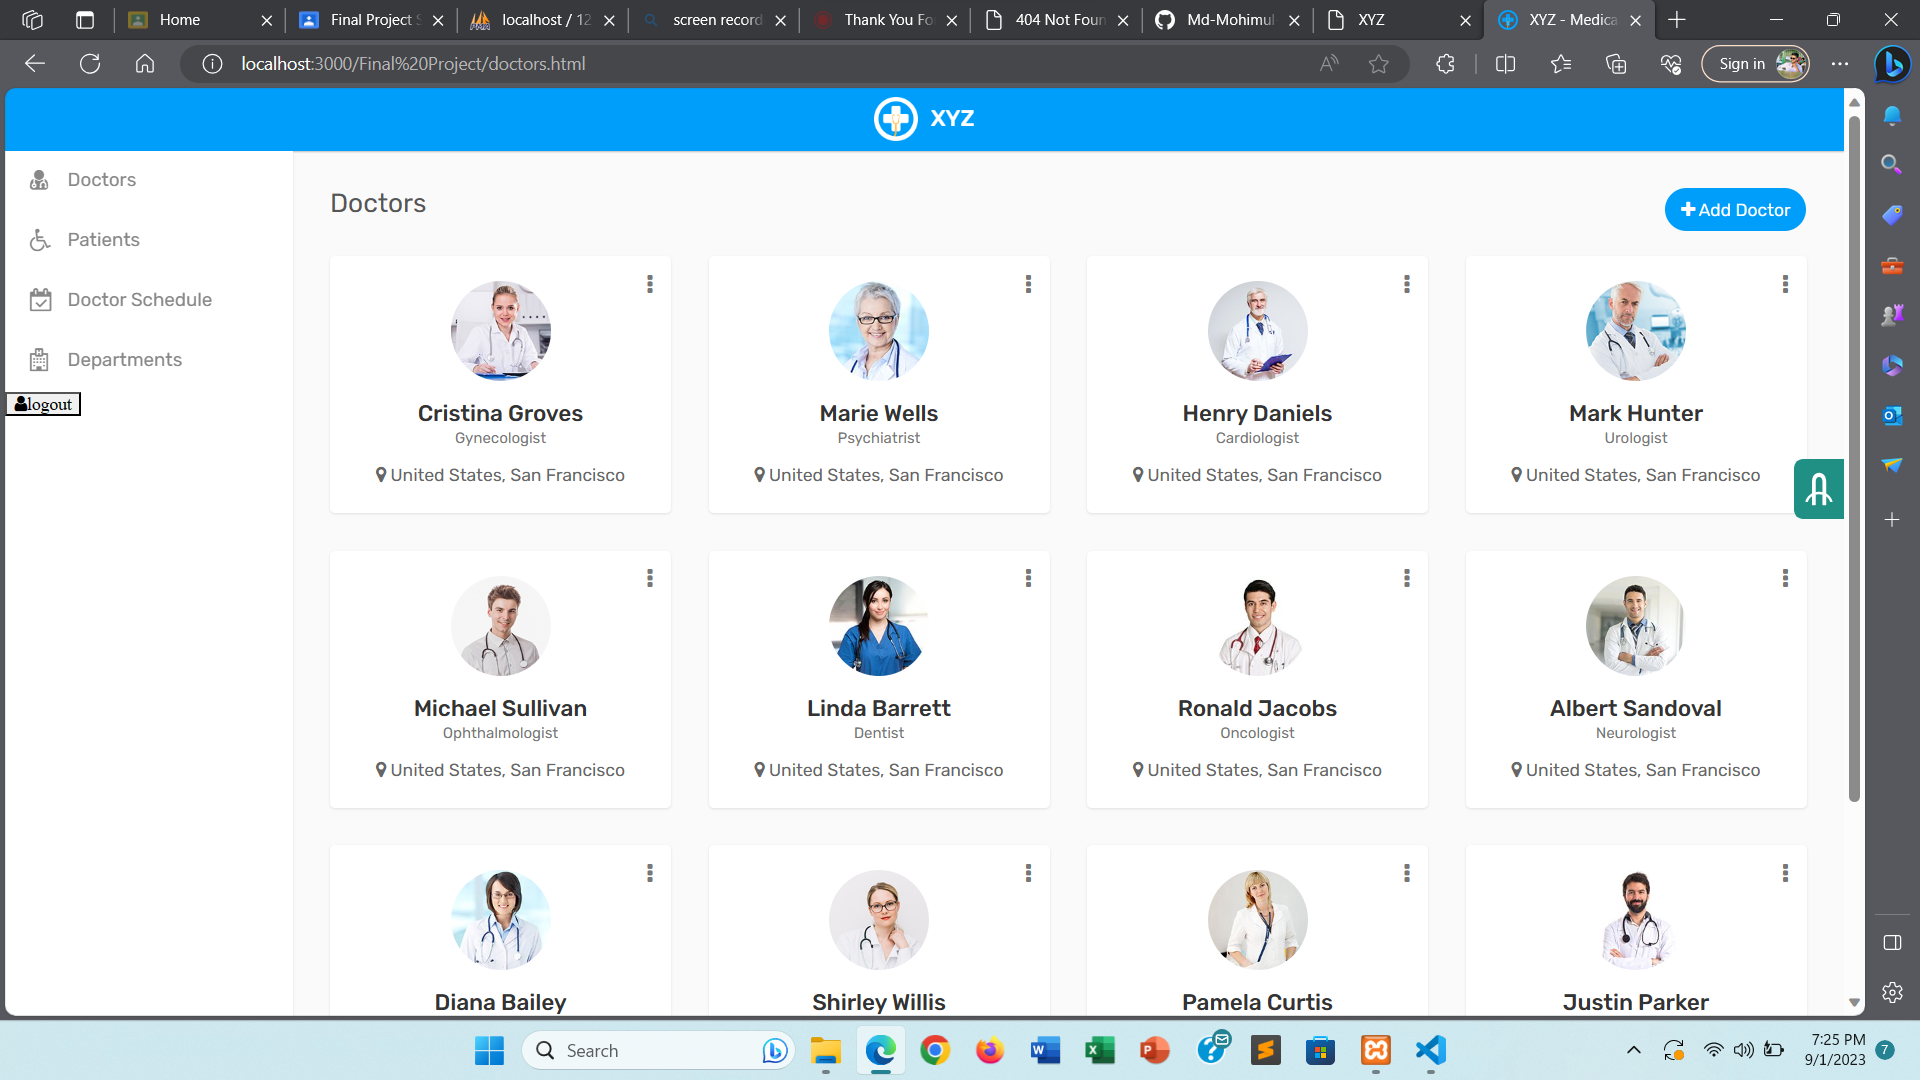 Home
Final Project S
localhost / 12
screen record
Thank You Fo
404 Not Foun
Md-Mohimul
XYZ
XYZ - Medica
localhost:3000/Final%20Project/doctors.html
Sign in
XYZ
Doctors
Patients
Doctor Schedule
Departments
logout
Doctors
Add Doctor
Cristina Groves
Gynecologist
United States, San Francisco
Marie Wells
Psychiatrist
United States, San Francisco
Henry Daniels
Cardiologist
United States, San Francisco
Mark Hunter
Urologist
United States, San Francisco
Michael Sullivan
Ophthalmologist
United States, San Francisco
Linda Barrett
Dentist
United States, San Francisco
Ronald Jacobs
Oncologist
United States, San Francisco
Albert Sandoval
Neurologist
United States, San Francisco
Diana Bailey
Shirley Willis
Pamela Curtis
Justin Parker
Search
7:25 PM
9/1/2023
7